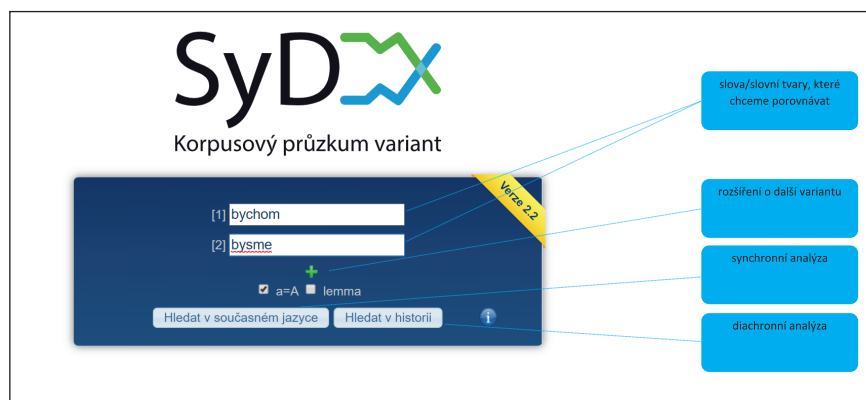 SyD
Korpusový průzkum variant
Verze 2.2
[1] bychom
[2] bysme
a=A lemma
Hledat v současném jazyce Hledat v historii
i
slova/slovní tvary, které
chceme porovnávat
rozšíření o další variantu
synchronní analýza
diachronní analýza